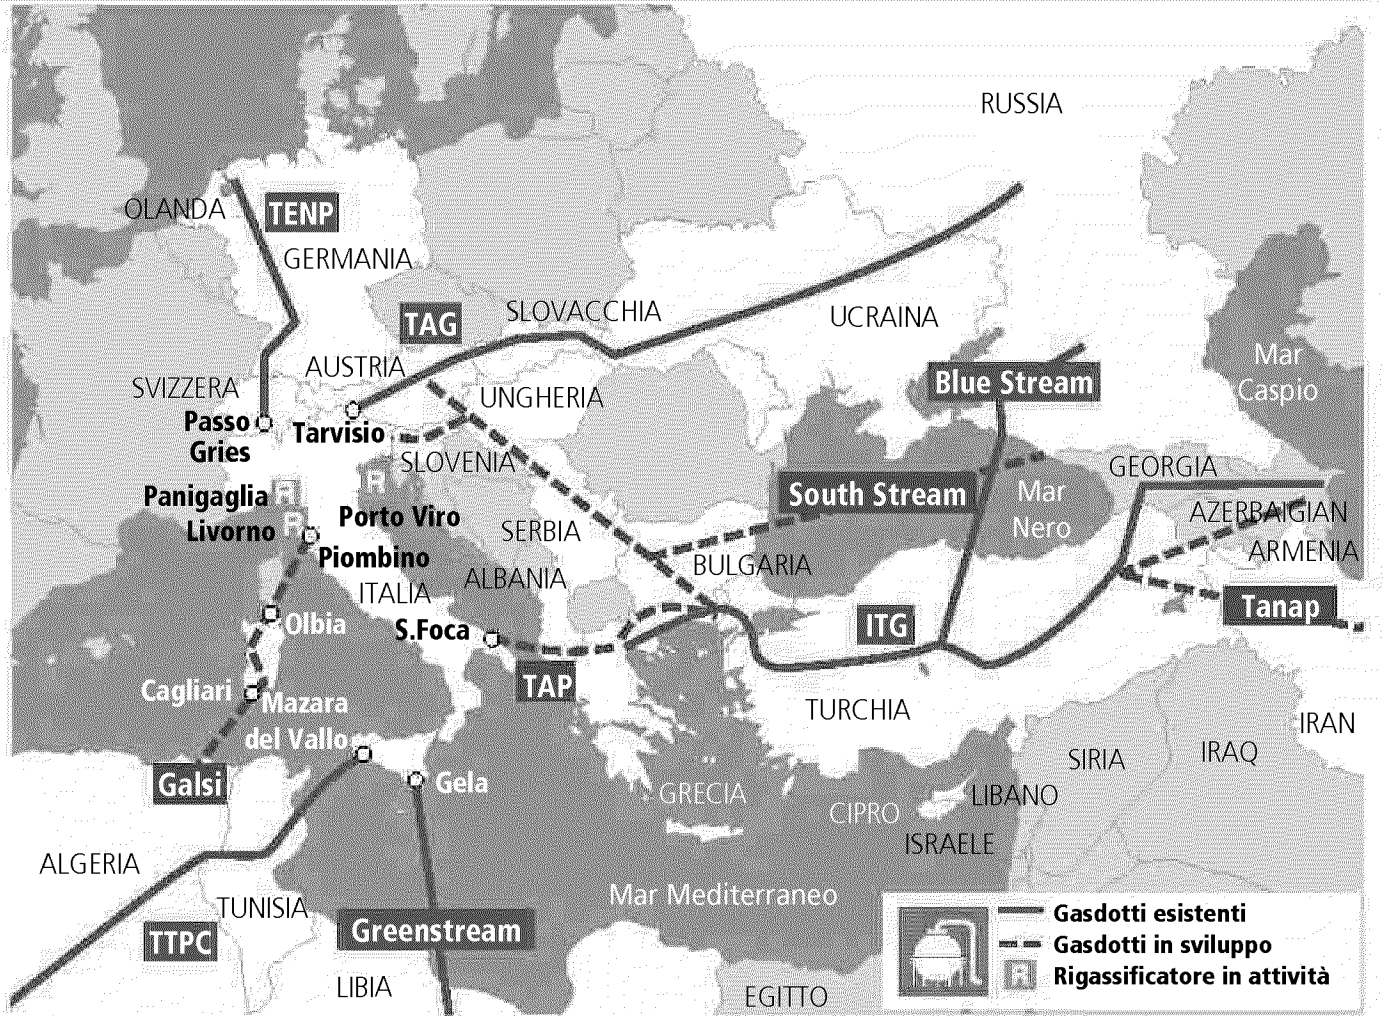 RUSSIA
OLANDA
TENP
GERMANIA
SLOVACCHIA
TAG
UCRAINA
AUSTRIA
Mar
Caspio
SVIZZERA
Blue Stream
UNGHERIA
Passo
Gries
Tarvisio
SLOVENIA
GEORGIA
R
R
Panigaglia
South Stream
Mar
Nero
AZERBAIGIAN
Porto Viro
R
Livorno
SERBIA
ARMENIA
Piombino
BULGARIA
ALBANIA
ITALIA
Tanap
Olbia
S.Foca
ITG
TAP
Cagliari
Mazara
del Vallo
TURCHIA
IRAN
SIRIA
IRAQ
Galsi
Gela
GRECIA
LIBANO
CIPRO
ISRAELE
ALGERIA
Mar Mediterraneo
TUNISIA
Greenstream
TTPC
LIBIA
EGITTO
Gasdotti esistenti
Gasdotti in sviluppo
R Rigassificatore in attività